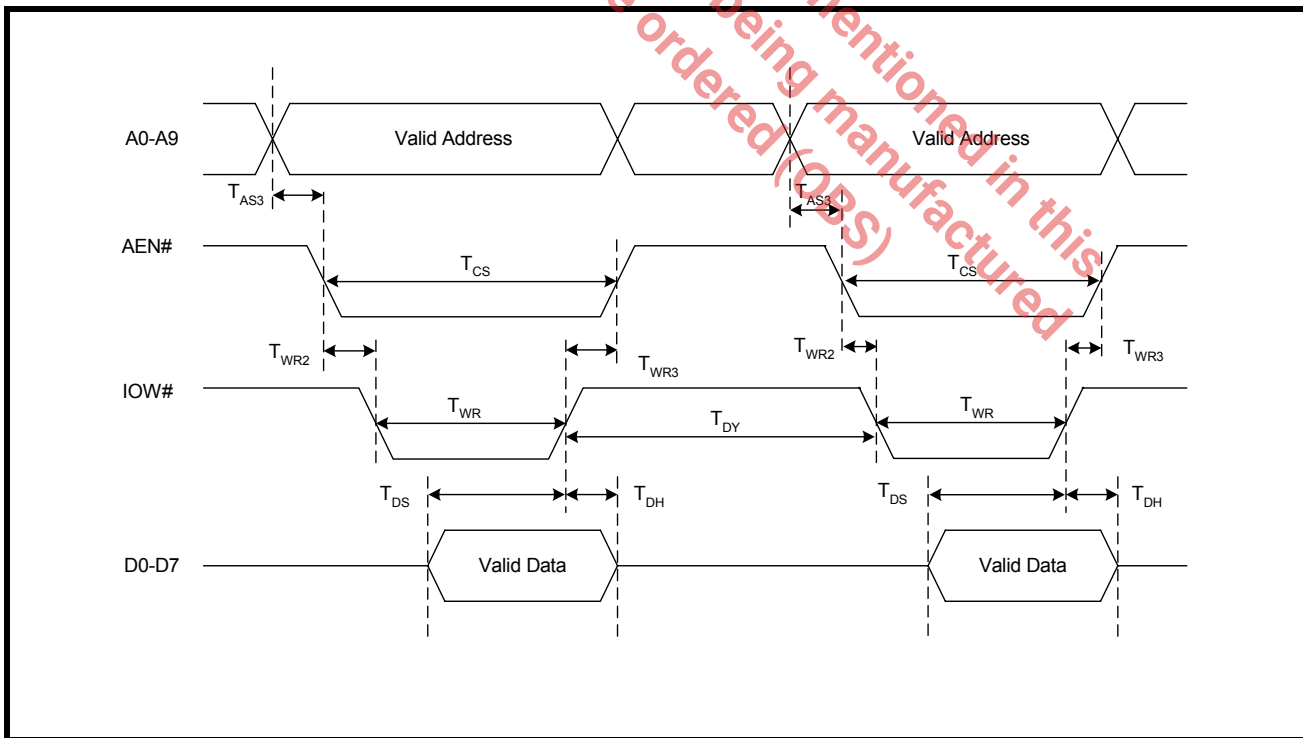 mentioned in this
being manufactured
ordered (OBS)
A0-A9
Valid Address
Valid Address
TAS3
TAS3
AEN#
TCS
TCS
TWR2
TWR3
TWR2
TWR3
IOW#
TWR
TDY
TWR
TDS
TDH
TDS
TDH
D0-D7
Valid Data
Valid Data